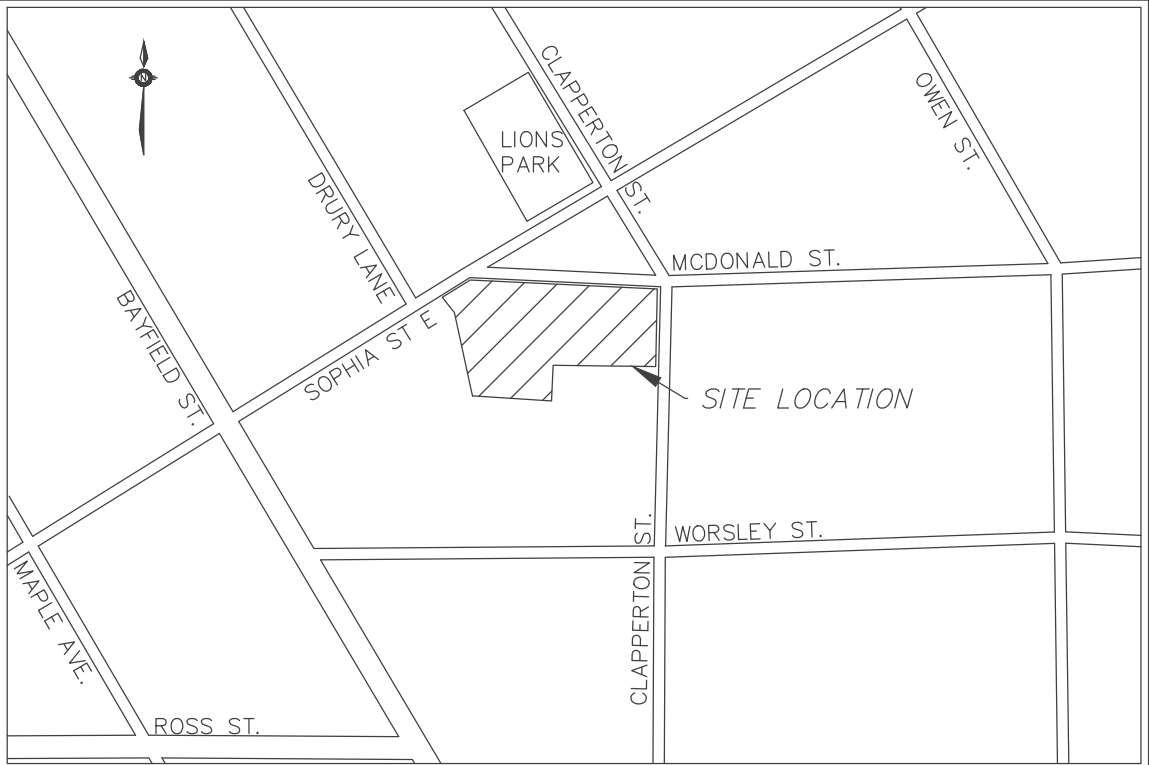 N
CLAPPERTON ST.
OWEN ST.
LIONS
PARK
DRURY LANE
MCDONALD ST.
BAYFIELD ST.
SOPHIA ST E
SITE LOCATION
WORSLEY ST.
CLAPPERTON ST.
MAPLE AVE.
ROSS ST.